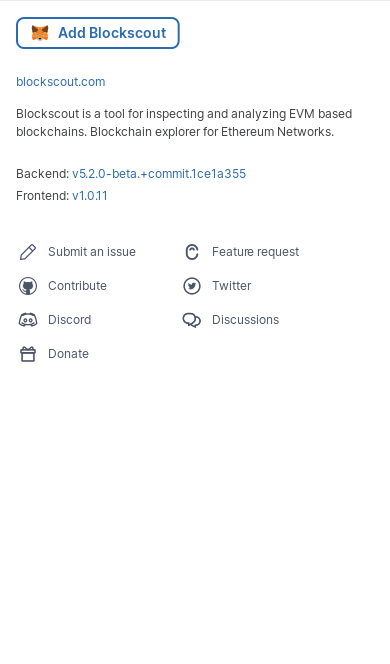 Add Blockscout
blockscout.com
Blockscout is a tool for inspecting and analyzing EVM based
blockchains. Blockchain explorer for Ethereum Networks.
Backend: v5.2.0-beta.+commit.1ce1a355
Frontend: v1.0.11
Submit an issue
Feature request
Contribute
Twitter
Discord
Discussions
Donate